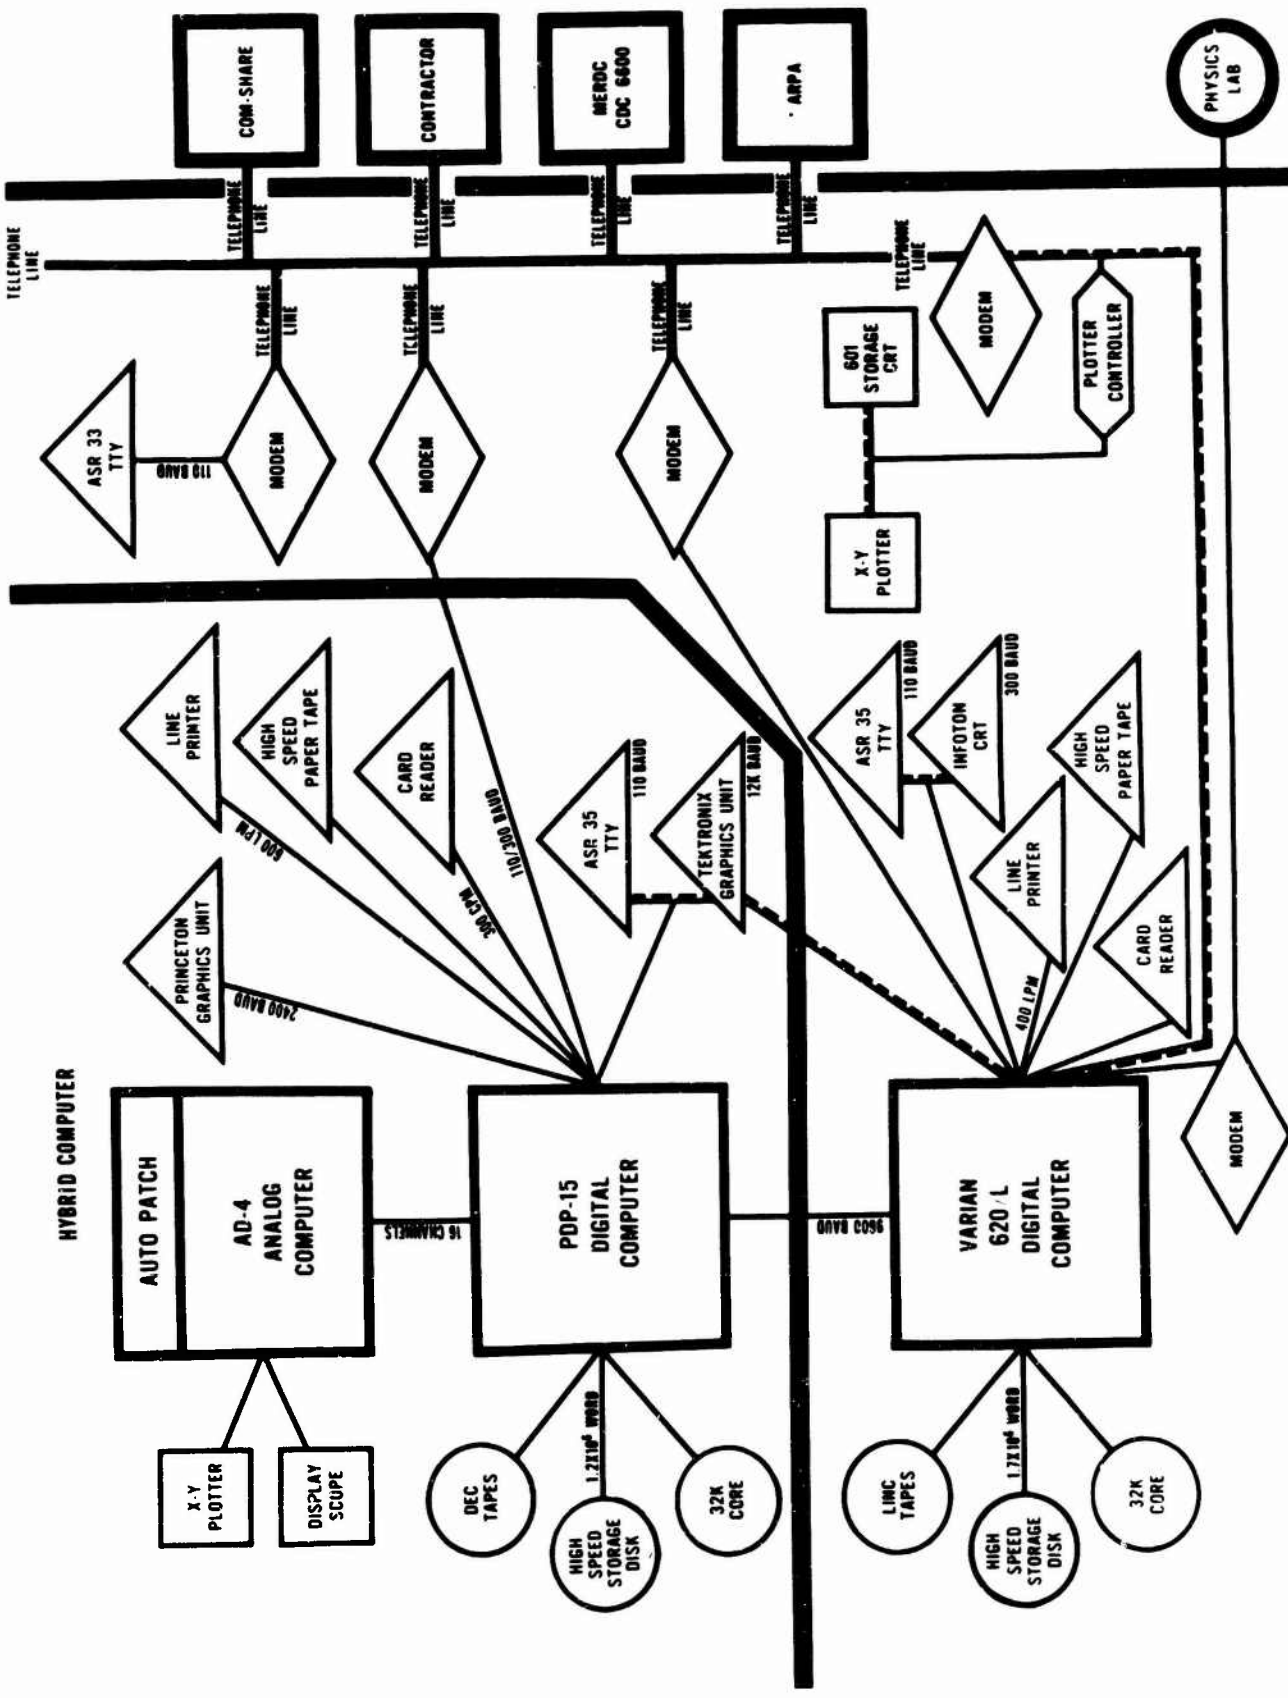 HYBRID COMPUTER
AUTO PATCH
AD-4
ANALOG
COMPUTER
X-Y
PLOTTER
DISPLAY
SCUPE
16 CHANNELS
PRINCETON
GRAPHICS UNIT
2400 BAUD
LINE
PRINTER
600 LPM
HIGH
SPEED
PAPER TAPE
CARD
READER
300 CPM
110/300 BAUD
PDP-15
DIGITAL
COMPUTER
DEC
TAPES
1.2X10⁶ WORD
HIGH
SPEED
STORAGE
DISK
32K
CORE
ASR 35
TTY
110 BAUD
TEKTRONIX
GRAPHICS UNIT
12K BAUD
9600 BAUD
VARIAN
620/L
DIGITAL
COMPUTER
LINC
TAPES
1.7X10⁶ WORD
HIGH
SPEED
STORAGE
DISK
32K
CORE
ASR 35
TTY
110 BAUD
INFOTON
CRT
300 BAUD
LINE
PRINTER
400 LPM
HIGH
SPEED
PAPER TAPE
CARD
READER
MODEM
ASR 33
TTY
110 BAUD
MODEM
TELEPHONE
LINE
MODEM
TELEPHONE
LINE
MODEM
TELEPHONE
LINE
X-Y
PLOTTER
601
STORAGE
CRT
MODEM
PLOTTER
CONTROLLER
TELEPHONE
LINE
TELEPHONE
LINE
TELEPHONE
LINE
TELEPHONE
LINE
TELEPHONE
LINE
TELEPHONE
LINE
COM-SHARE
CONTRACTOR
MERDC
CDC 6600
ARPA
PHYSICS
LAB